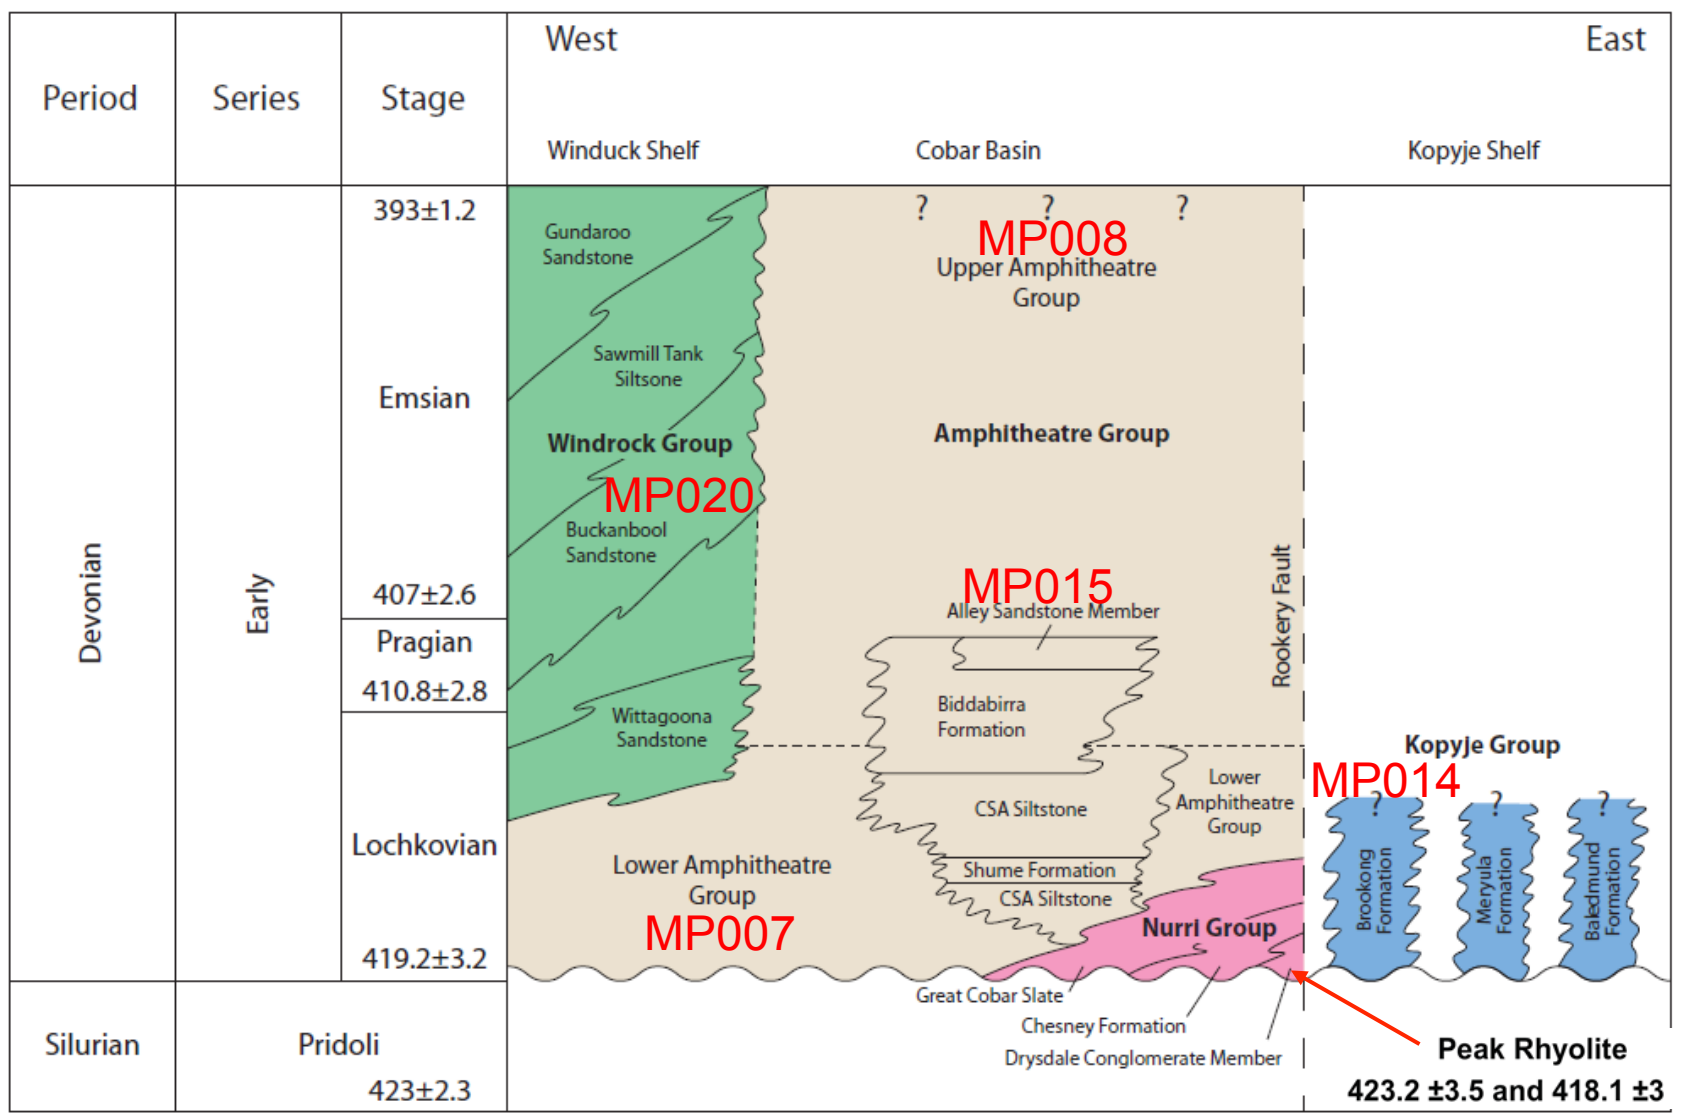 Period
Series
Stage
West
East
Winduck Shelf
Cobar Basin
Kopyje Shelf
Devonian
Early
393±1.2
Emsian
407±2.6
Pragian
410.8±2.8
Lochkovian
419.2±3.2
Silurian
Pridoli
423±2.3
Gundaroo
Sandstone
Sawmill Tank
Siltsone
Windrock Group
MP020
Buckanbool
Sandstone
Wittagoona
Sandstone
? ? ?
MP008
Upper Amphitheatre
Group
Amphitheatre Group
MP015
Alley Sandstone Member
Biddabirra
Formation
CSA Siltstone
Shume Formation
CSA Siltstone
Lower Amphitheatre
Group
MP007
Lower
Amphitheatre
Group
Nurri Group
Great Cobar Slate
Chesney Formation
Drysdale Conglomerate Member
Rookery Fault
Kopyje Group
MP014
? ? ?
Brookong
Formation
Meryula
Formation
Baledmund
Formation
Peak Rhyolite
423.2 ±3.5 and 418.1 ±3